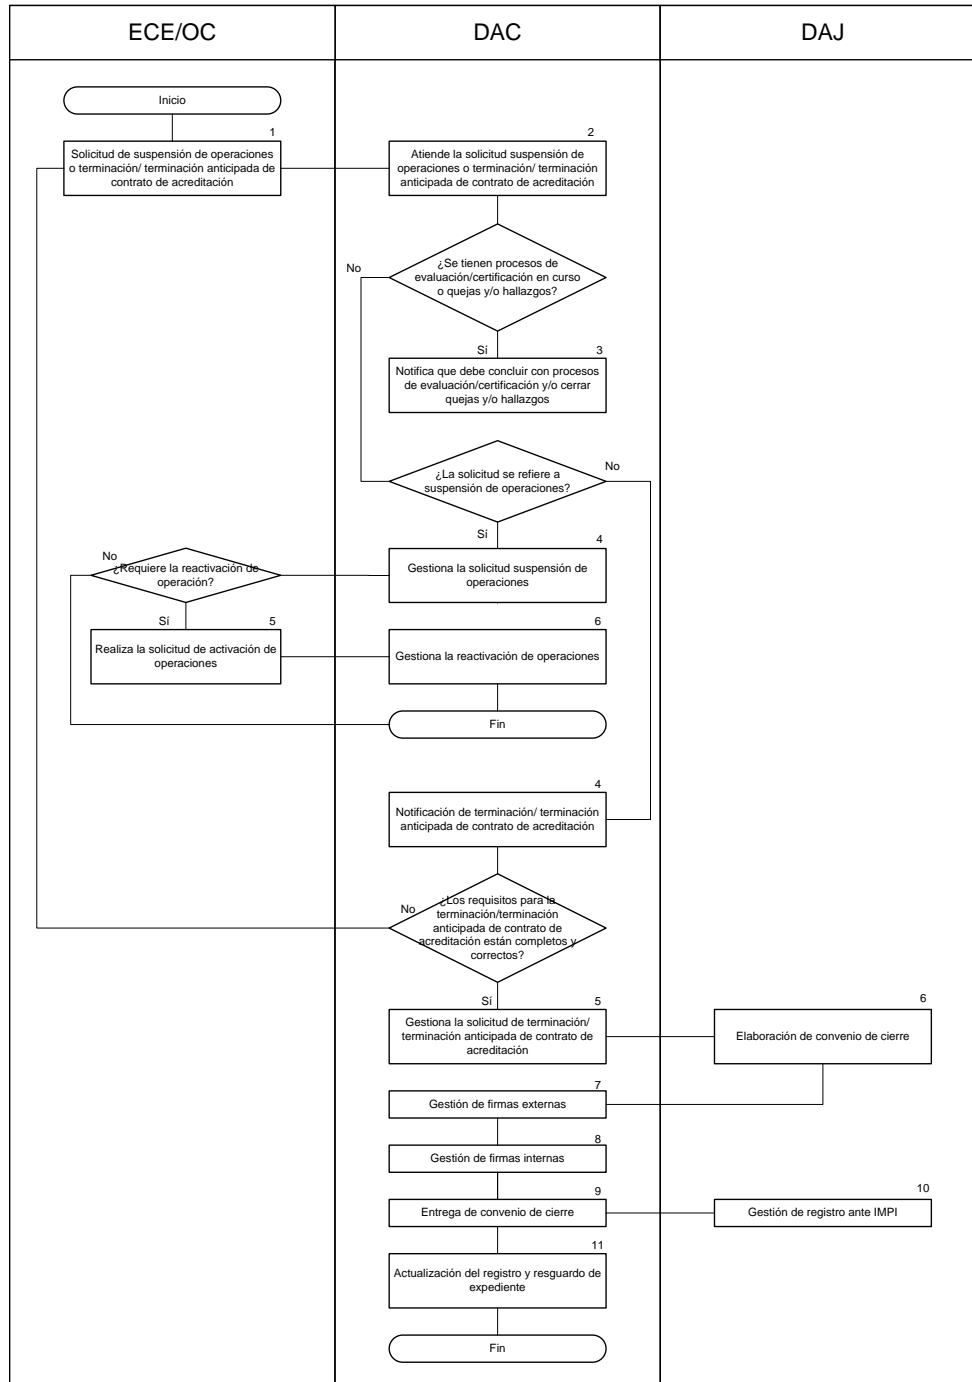 ECE/OC
DAC
DAJ
Inicio
1
Solicitud de suspensión de operaciones
o terminación/ terminación anticipada de
contrato de acreditación
2
Atiende la solicitud suspensión de
operaciones o terminación/ terminación
anticipada de contrato de acreditación
¿Se tienen procesos de
evaluación/certificación en curso
o quejas y/o hallazgos?
No
Sí
3
Notifica que debe concluir con procesos
de evaluación/certificación y/o cerrar
quejas y/o hallazgos
¿La solicitud se refiere a
suspensión de operaciones?
No
Sí
4
Gestiona la solicitud suspensión de
operaciones
No
¿Requiere la reactivación de
operación?
Sí
5
Realiza la solicitud de activación de
operaciones
6
Gestiona la reactivación de operaciones
Fin
4
Notificación de terminación/ terminación
anticipada de contrato de acreditación
No
¿Los requisitos para la
terminación/terminación
anticipada de contrato de
acreditación están completos y
correctos?
Sí
5
Gestiona la solicitud de terminación/
terminación anticipada de contrato de
acreditación
6
Elaboración de convenio de cierre
7
Gestión de firmas externas
8
Gestión de firmas internas
9
Entrega de convenio de cierre
10
Gestión de registro ante IMPI
11
Actualización del registro y resguardo de
expediente
Fin